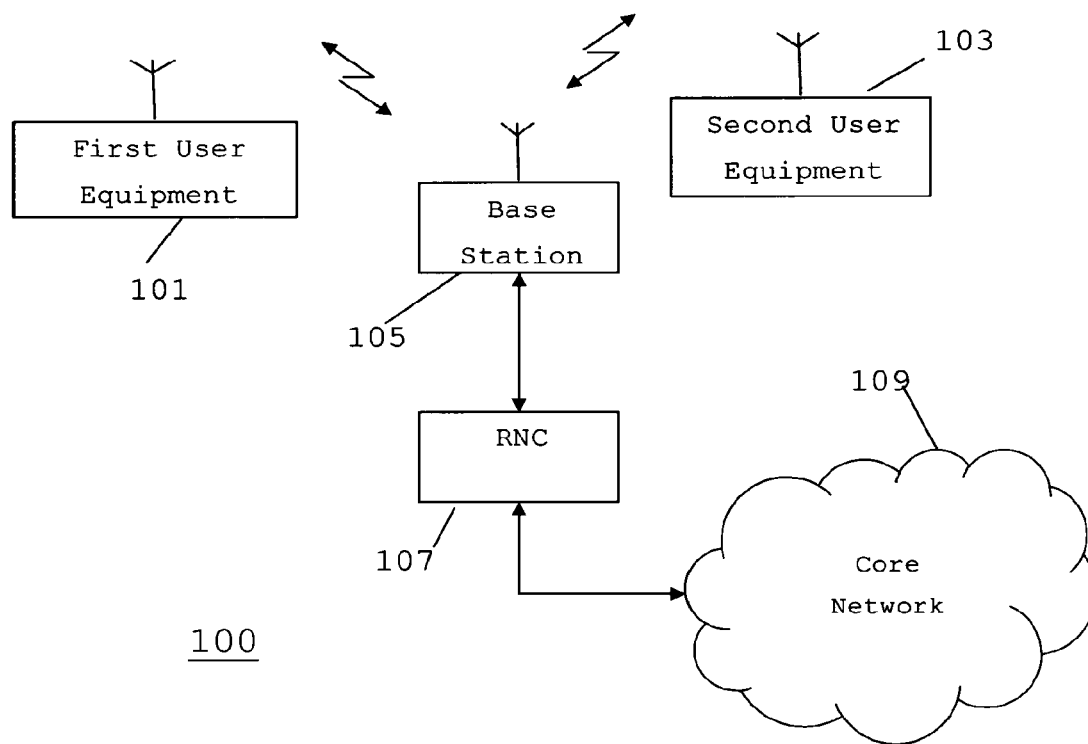 103
First User
Equipment
Second User
Equipment
Base
Station
101
105
109
RNC
107
Core
Network
100